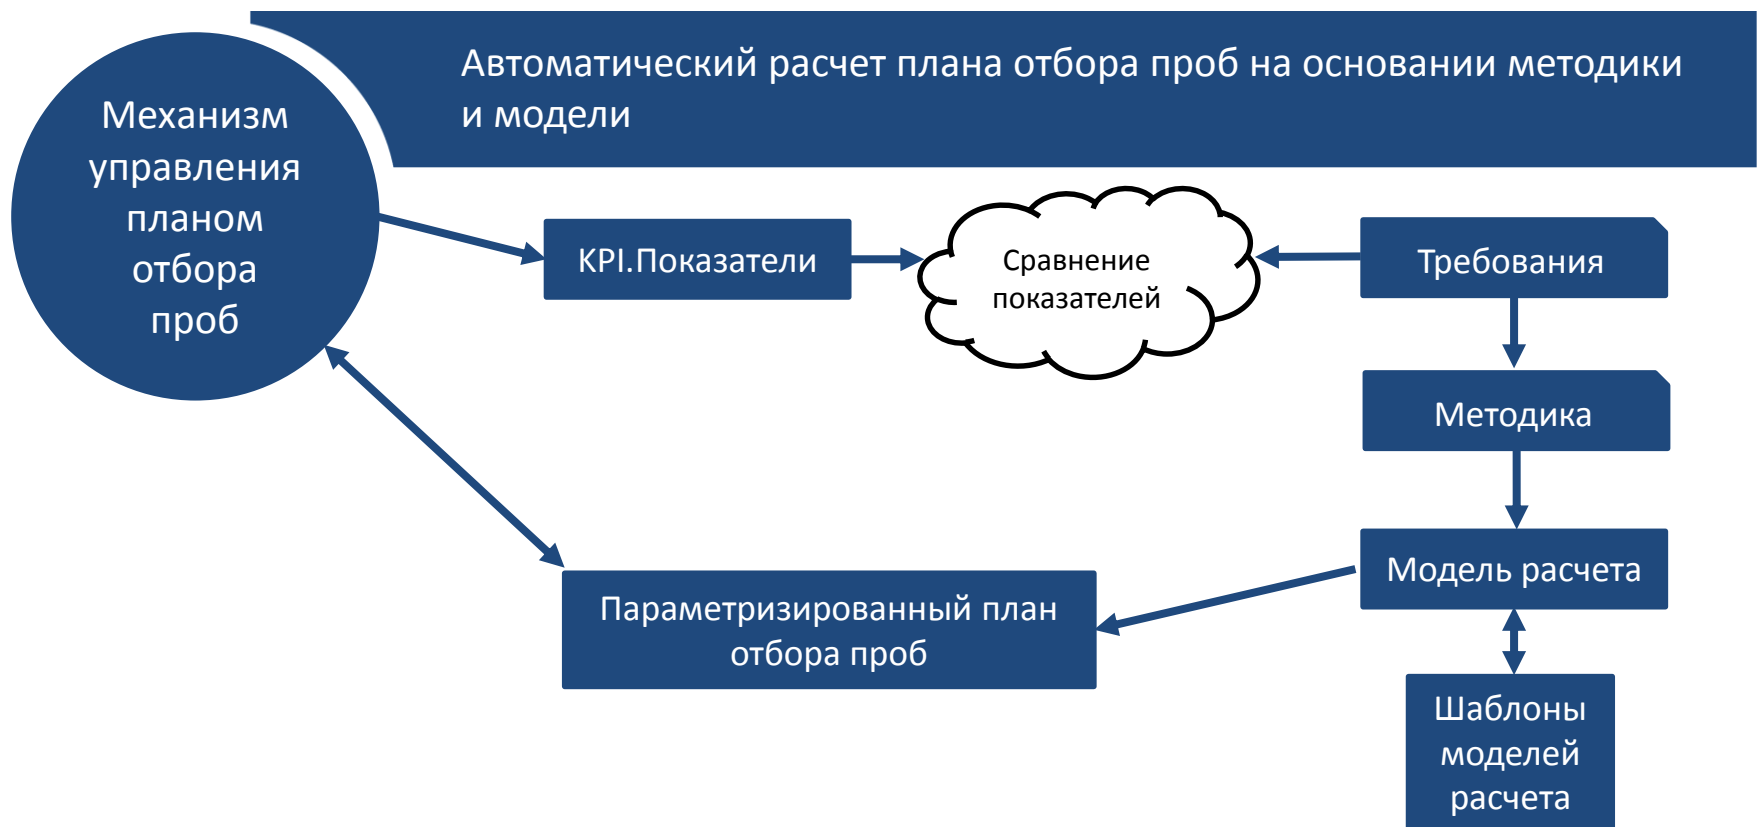 Автоматический расчет плана отбора проб на основании методики
и модели
Механизм
управления
планом
отбора
проб
KPI.Показатели
Сравнение
показателей
Требования
Методика
Модель расчета
Параметризированный план
отбора проб
Шаблоны
моделей
расчета